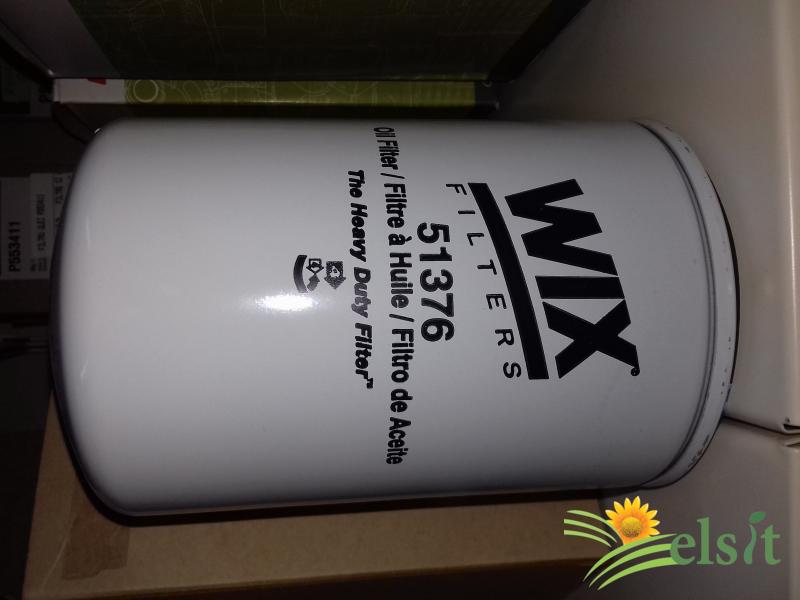 WIX
FILTERS
51376
Oil Filter / Filtre à Huile / Filtro de Aceite
The Heavy Duty Filter™
P553411
elsit